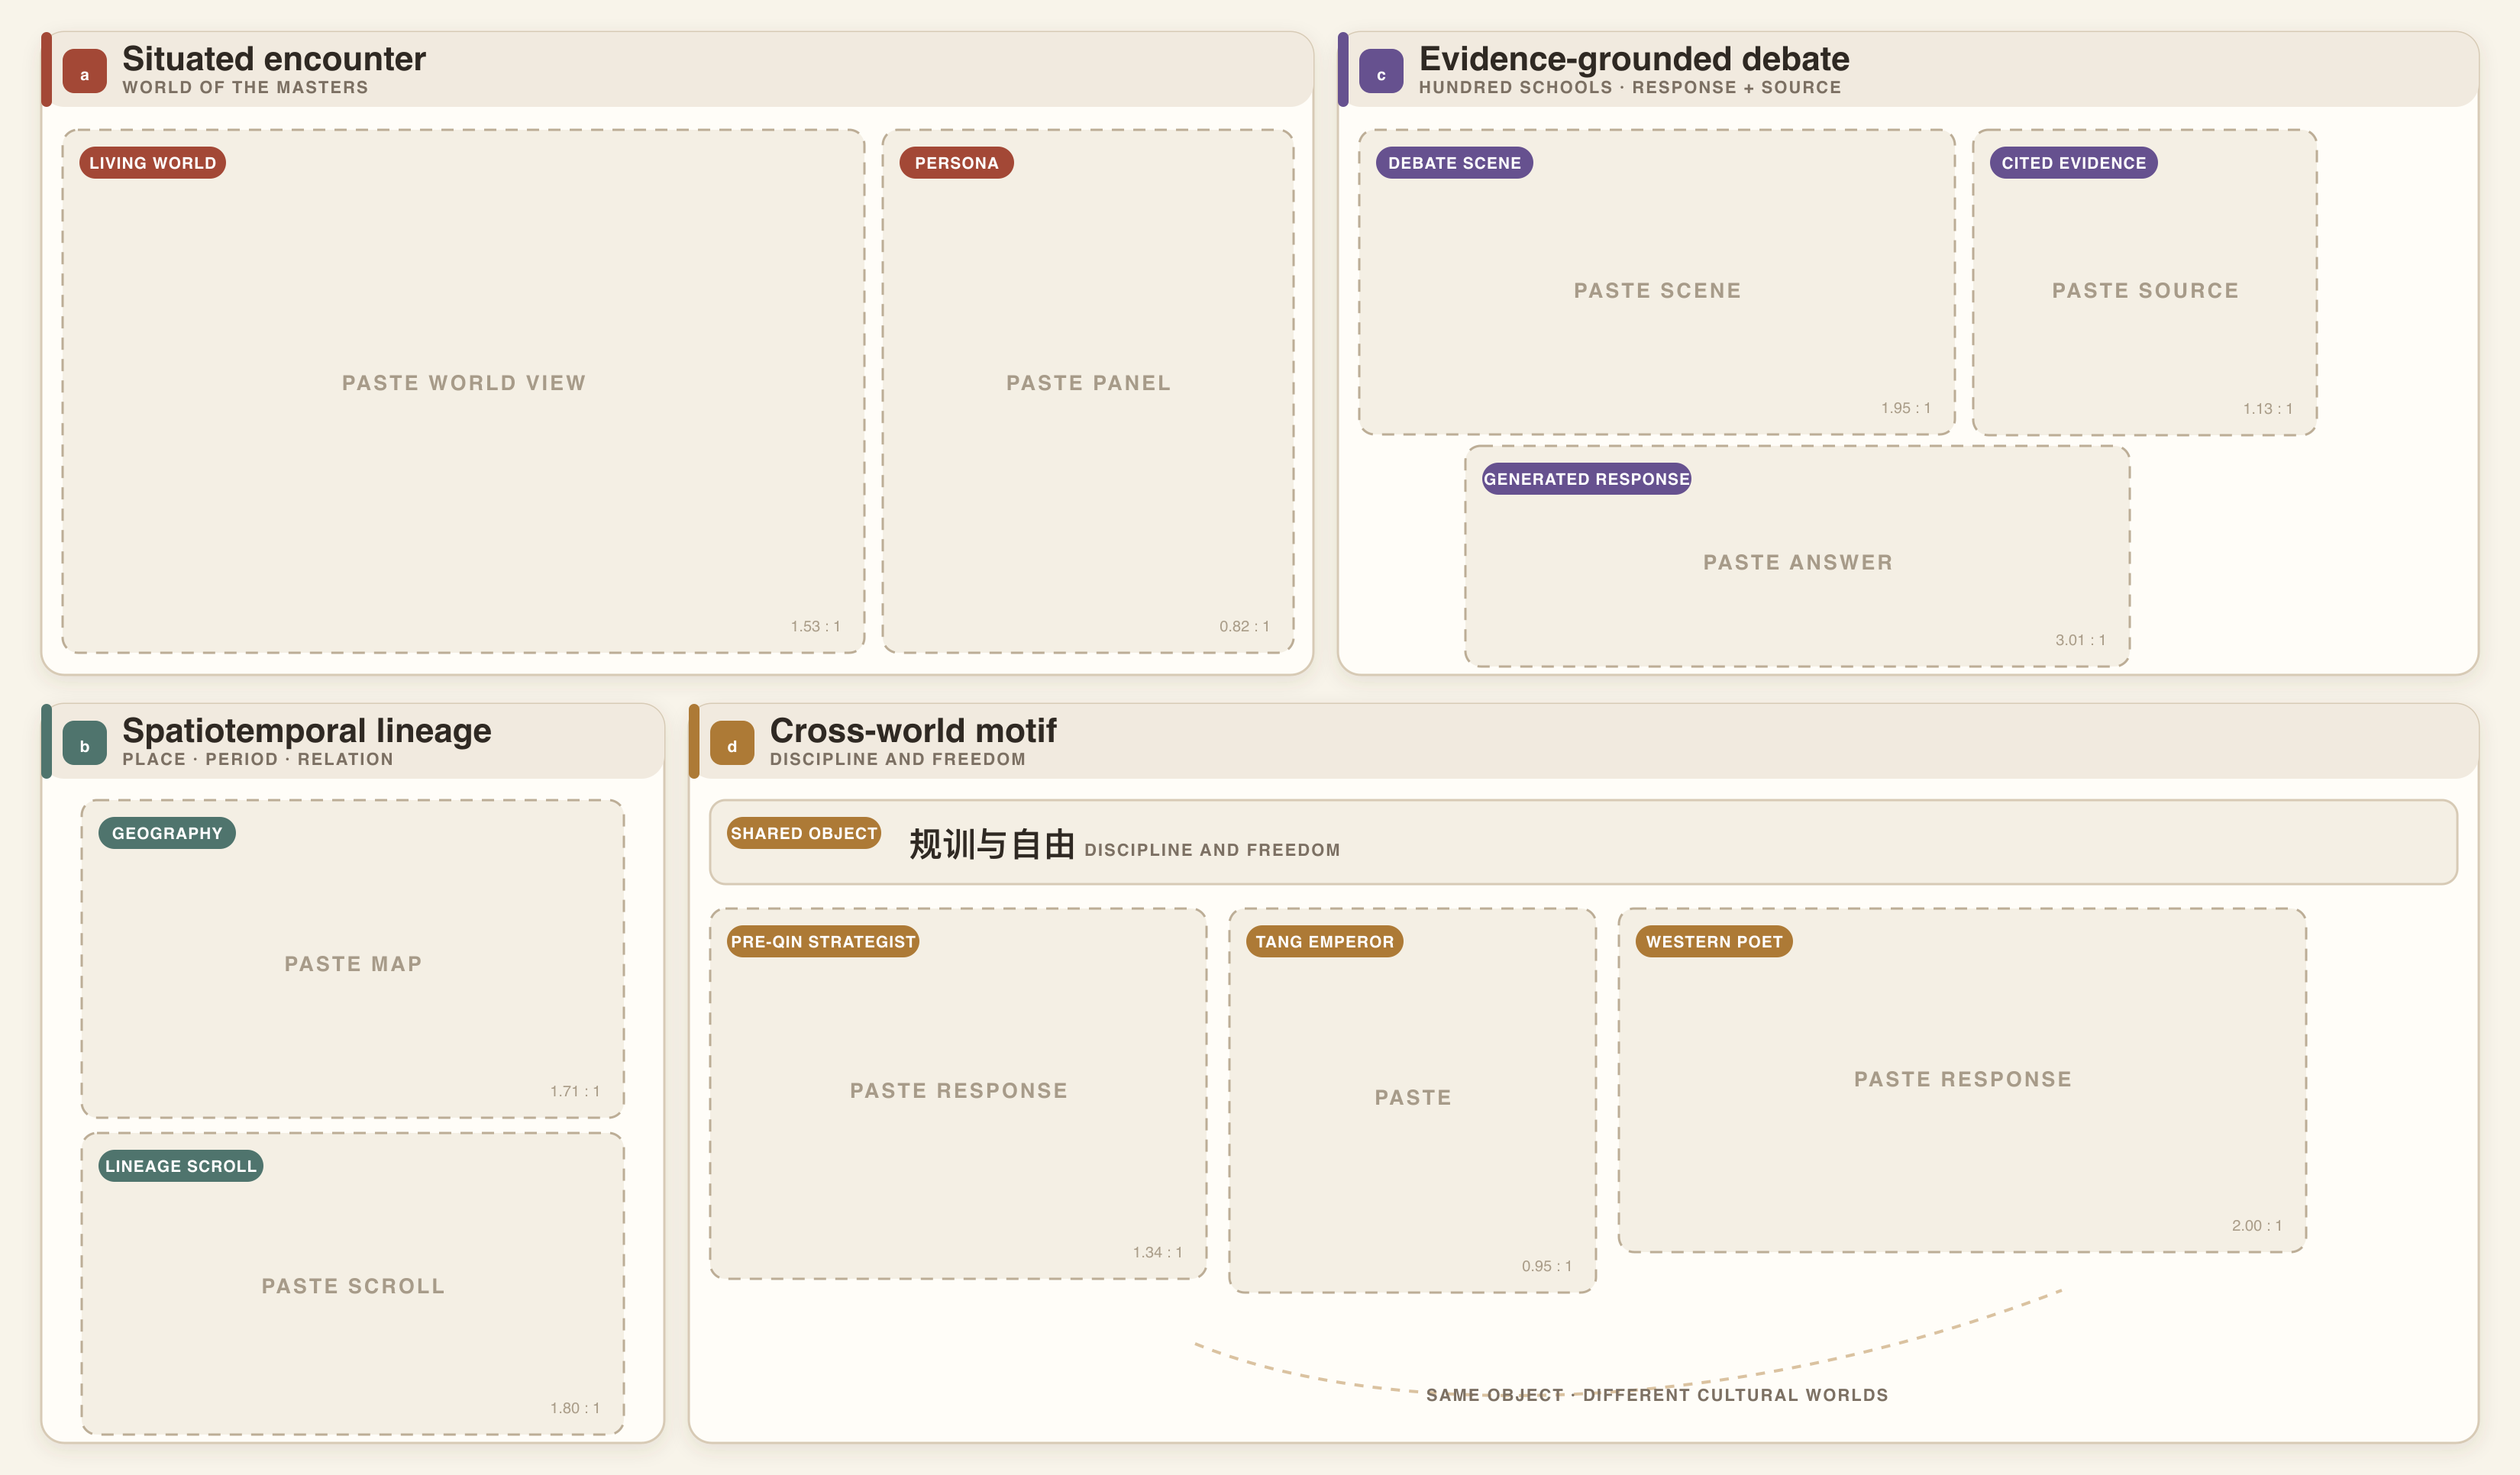 a
Situated encounter
WORLD OF THE MASTERS
LIVING WORLD
PASTE WORLD VIEW
1.53 : 1
PERSONA
PASTE PANEL
0.82 : 1
c
Evidence-grounded debate
HUNDRED SCHOOLS · RESPONSE + SOURCE
DEBATE SCENE
PASTE SCENE
1.95 : 1
CITED EVIDENCE
PASTE SOURCE
1.13 : 1
GENERATED RESPONSE
PASTE ANSWER
3.01 : 1
b
Spatiotemporal lineage
PLACE · PERIOD · RELATION
GEOGRAPHY
PASTE MAP
1.71 : 1
LINEAGE SCROLL
PASTE SCROLL
1.80 : 1
d
Cross-world motif
DISCIPLINE AND FREEDOM
SHARED OBJECT 规训与自由 DISCIPLINE AND FREEDOM
PRE-QIN STRATEGIST
PASTE RESPONSE
1.34 : 1
TANG EMPEROR
PASTE
0.95 : 1
WESTERN POET
PASTE RESPONSE
2.00 : 1
SAME OBJECT · DIFFERENT CULTURAL WORLDS